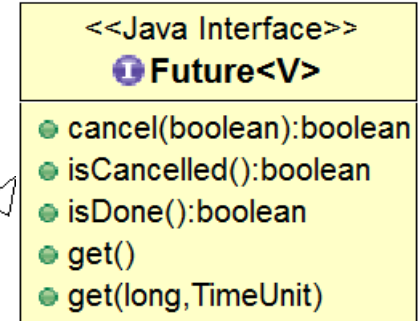 <<Java Interface>>
I Future<V>
cancel(boolean):boolean
isCancelled():boolean
isDone():boolean
get()
get(long,TimeUnit)